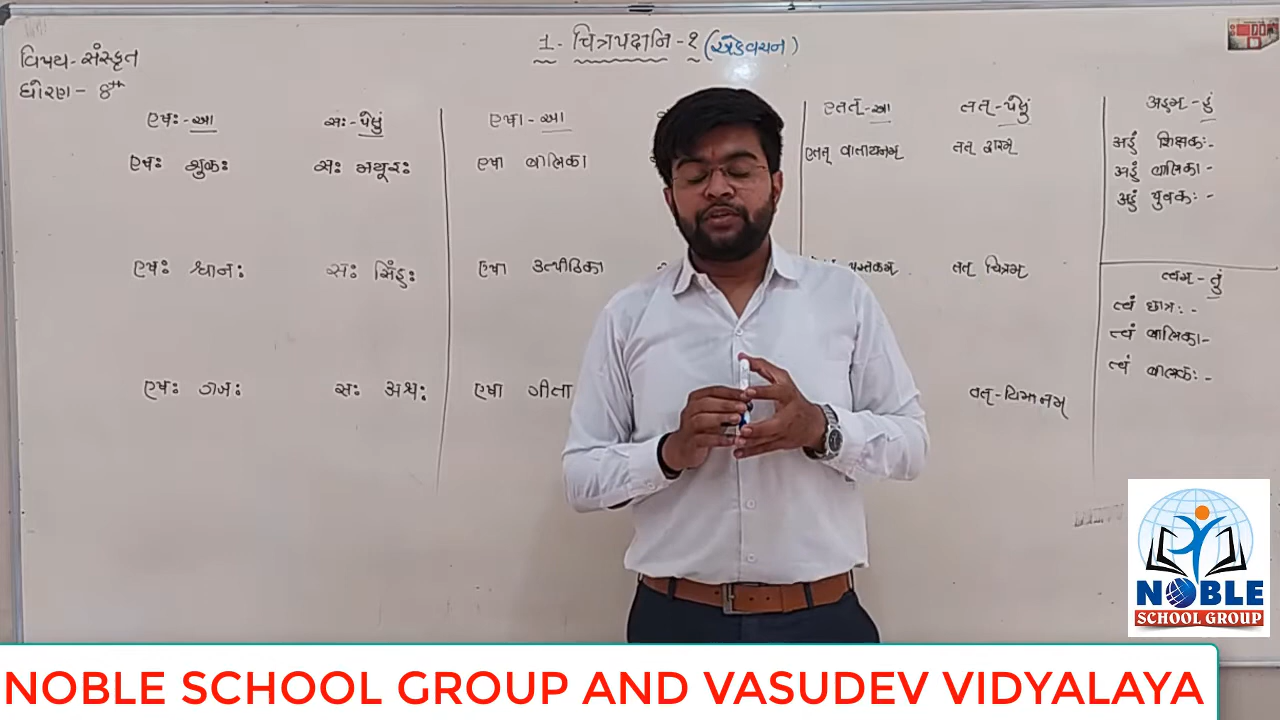 1. चित्रपदानि - १ (એકવચન)
विषय - संस्कृत
ધોરણ - 8th
एषः - આ
सः - પેલું
एषा - આ
एतत् - આ
तत् - પેલું
अहम् - હું
एषः शुकः
सः मयूरः
एषा बालिका
एतत् वातायनम्
तत् द्वारम्
अहं शिक्षकः -
अहं बालिका -
अहं युवकः -
एषः श्वानः
सः सिंहः
एषा उत्पीठिका
पुस्तकम्
तत् चित्रम्
त्वम् - તું
त्वं छात्रः -
त्वं बालिका -
त्वं बालकः -
एषः गजः
सः अश्वः
एषा गीता
तत् - विमानम्
NOBLE
SCHOOL GROUP
NOBLE SCHOOL GROUP AND VASUDEV VIDYALAYA